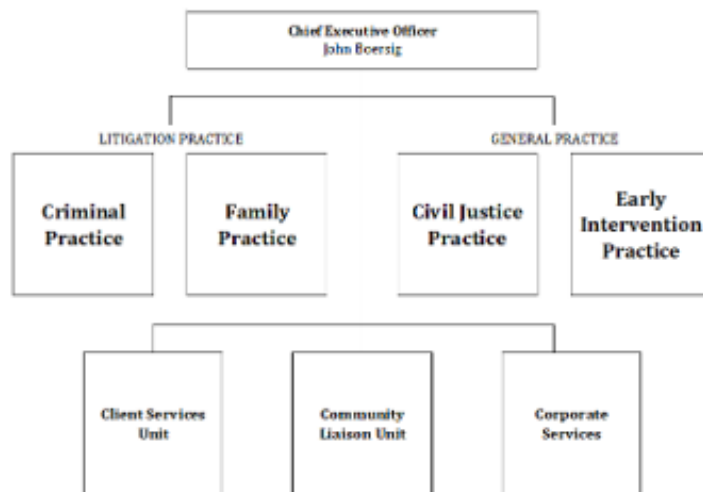 Chief Executive Officer
John Boersig
LITIGATION PRACTICE
GENERAL PRACTICE
Criminal
Practice
Family
Practice
Civil Justice
Practice
Early
Intervention
Practice
Client Services
Unit
Community
Liaison Unit
Corporate
Services